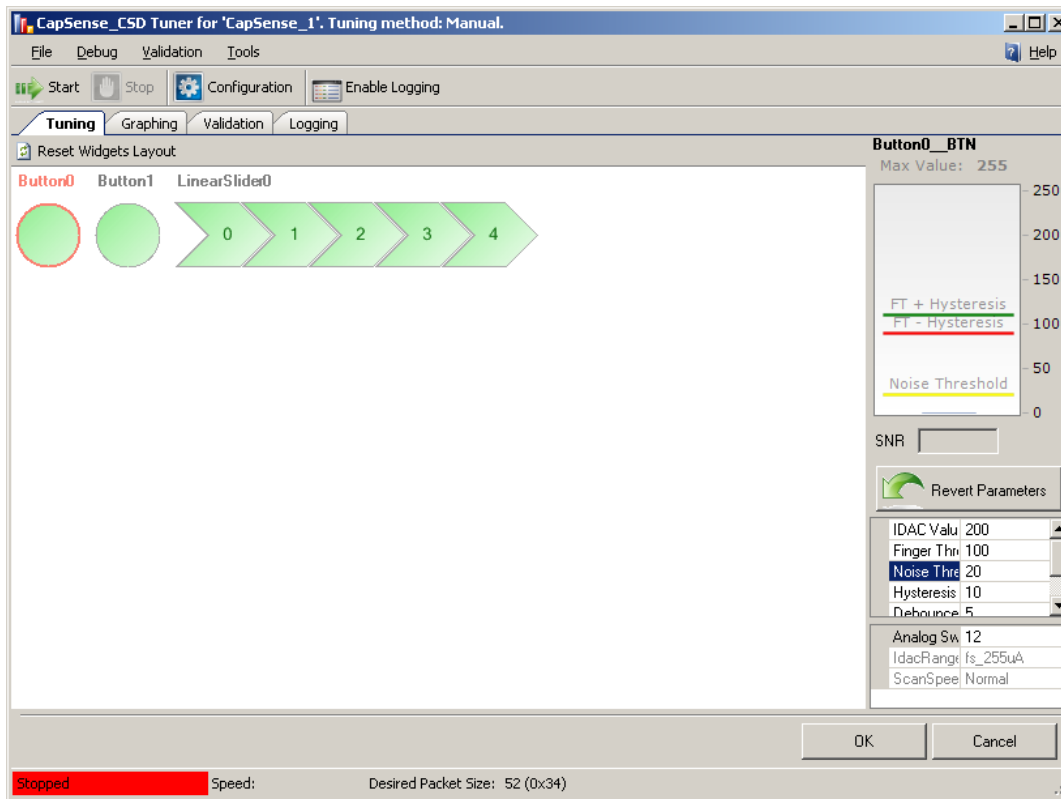 CapSense_CSD Tuner for 'CapSense_1'. Tuning method: Manual.
File Debug Validation Tools Help
Start Stop Configuration Enable Logging
Tuning Graphing Validation Logging
Reset Widgets Layout
Button0 Button1 LinearSlider0
0 1 2 3 4
Button0__BTN
Max Value: 255
250
200
150
FT + Hysteresis
FT - Hysteresis
100
50
Noise Threshold
0
SNR
Revert Parameters
IDAC Valu 200
Finger Thr 100
Noise Thre 20
Hysteresis 10
Debounce 5
Analog Sw 12
IdacRange fs_255uA
ScanSpee Normal
OK Cancel
Stopped Speed: Desired Packet Size: 52 (0x34)